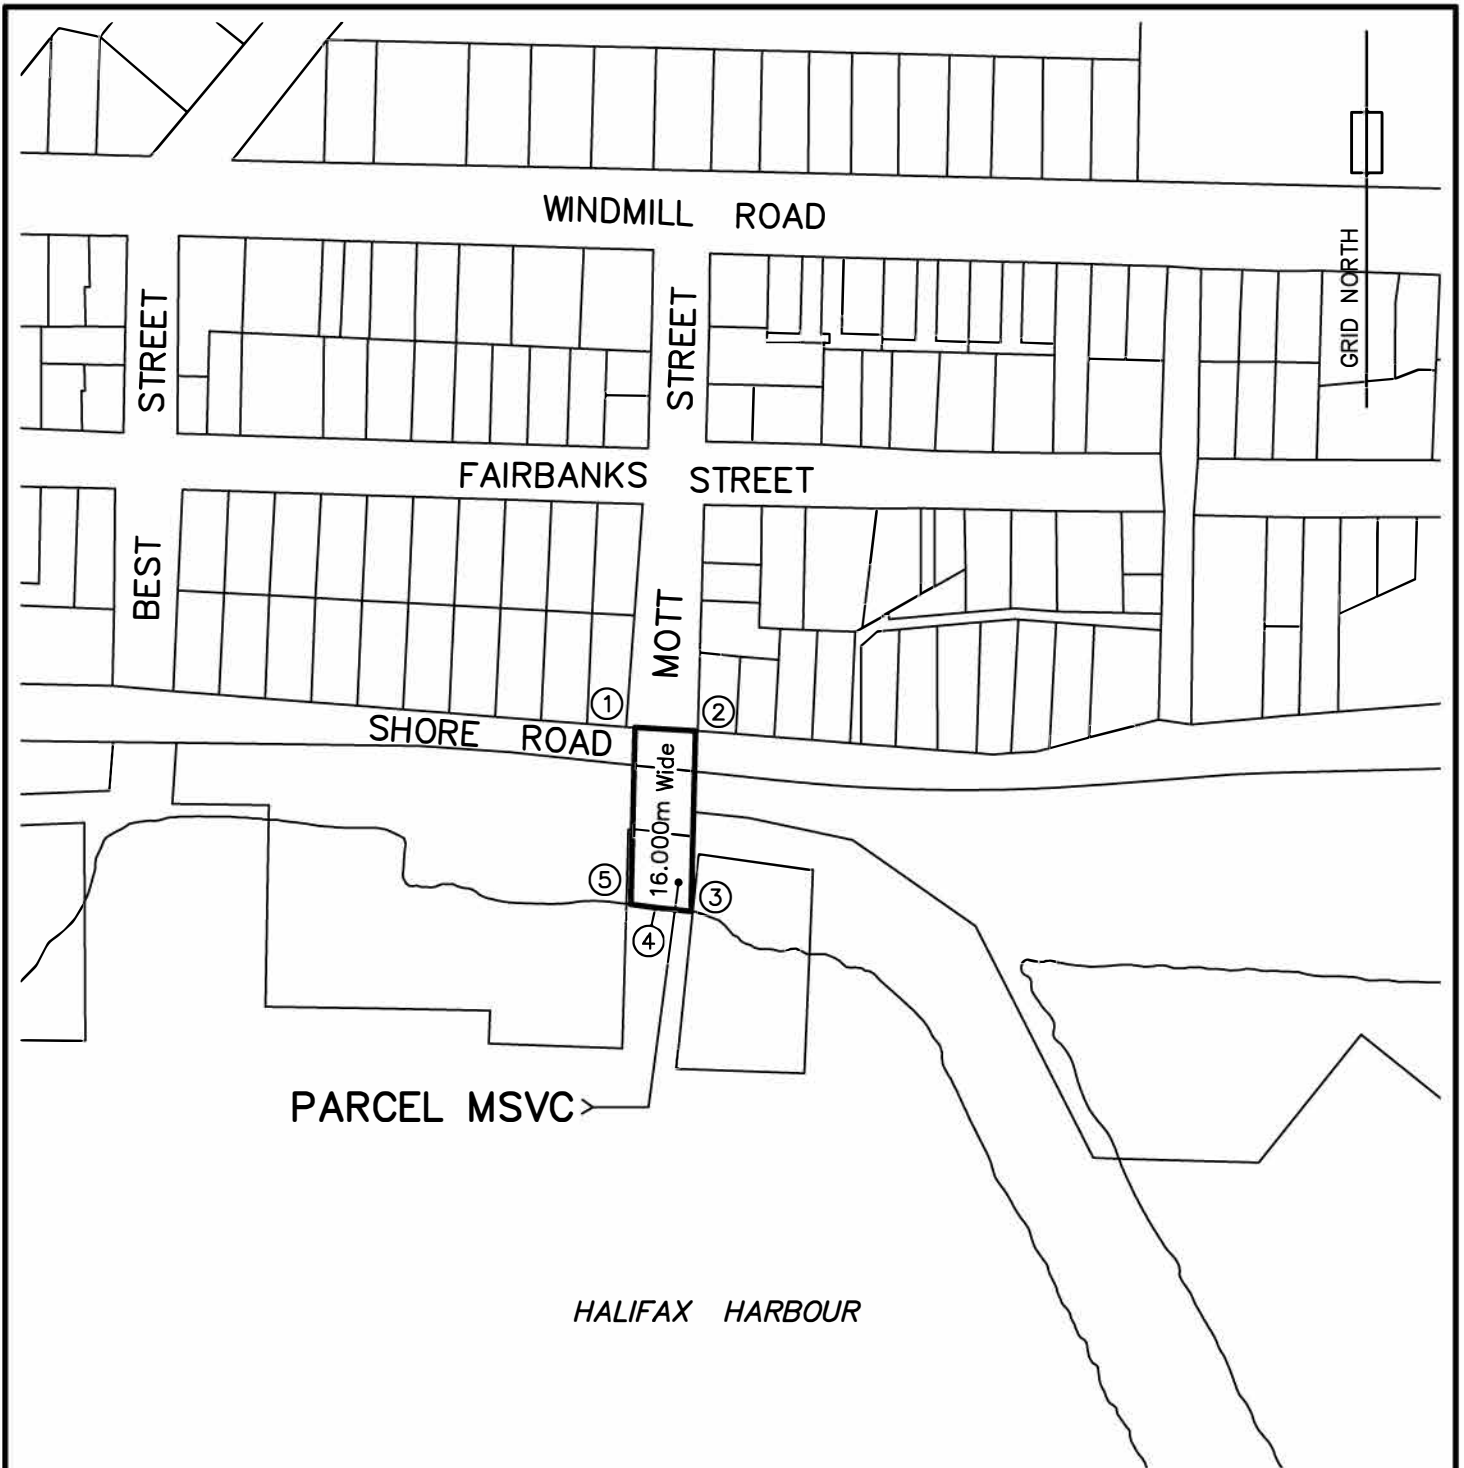 WINDMILL ROAD
GRID NORTH
STREET
STREET
FAIRBANKS STREET
BEST
MOTT
1
2
SHORE ROAD
16.000m Wide
5
3
4
PARCEL MSVC
HALIFAX HARBOUR